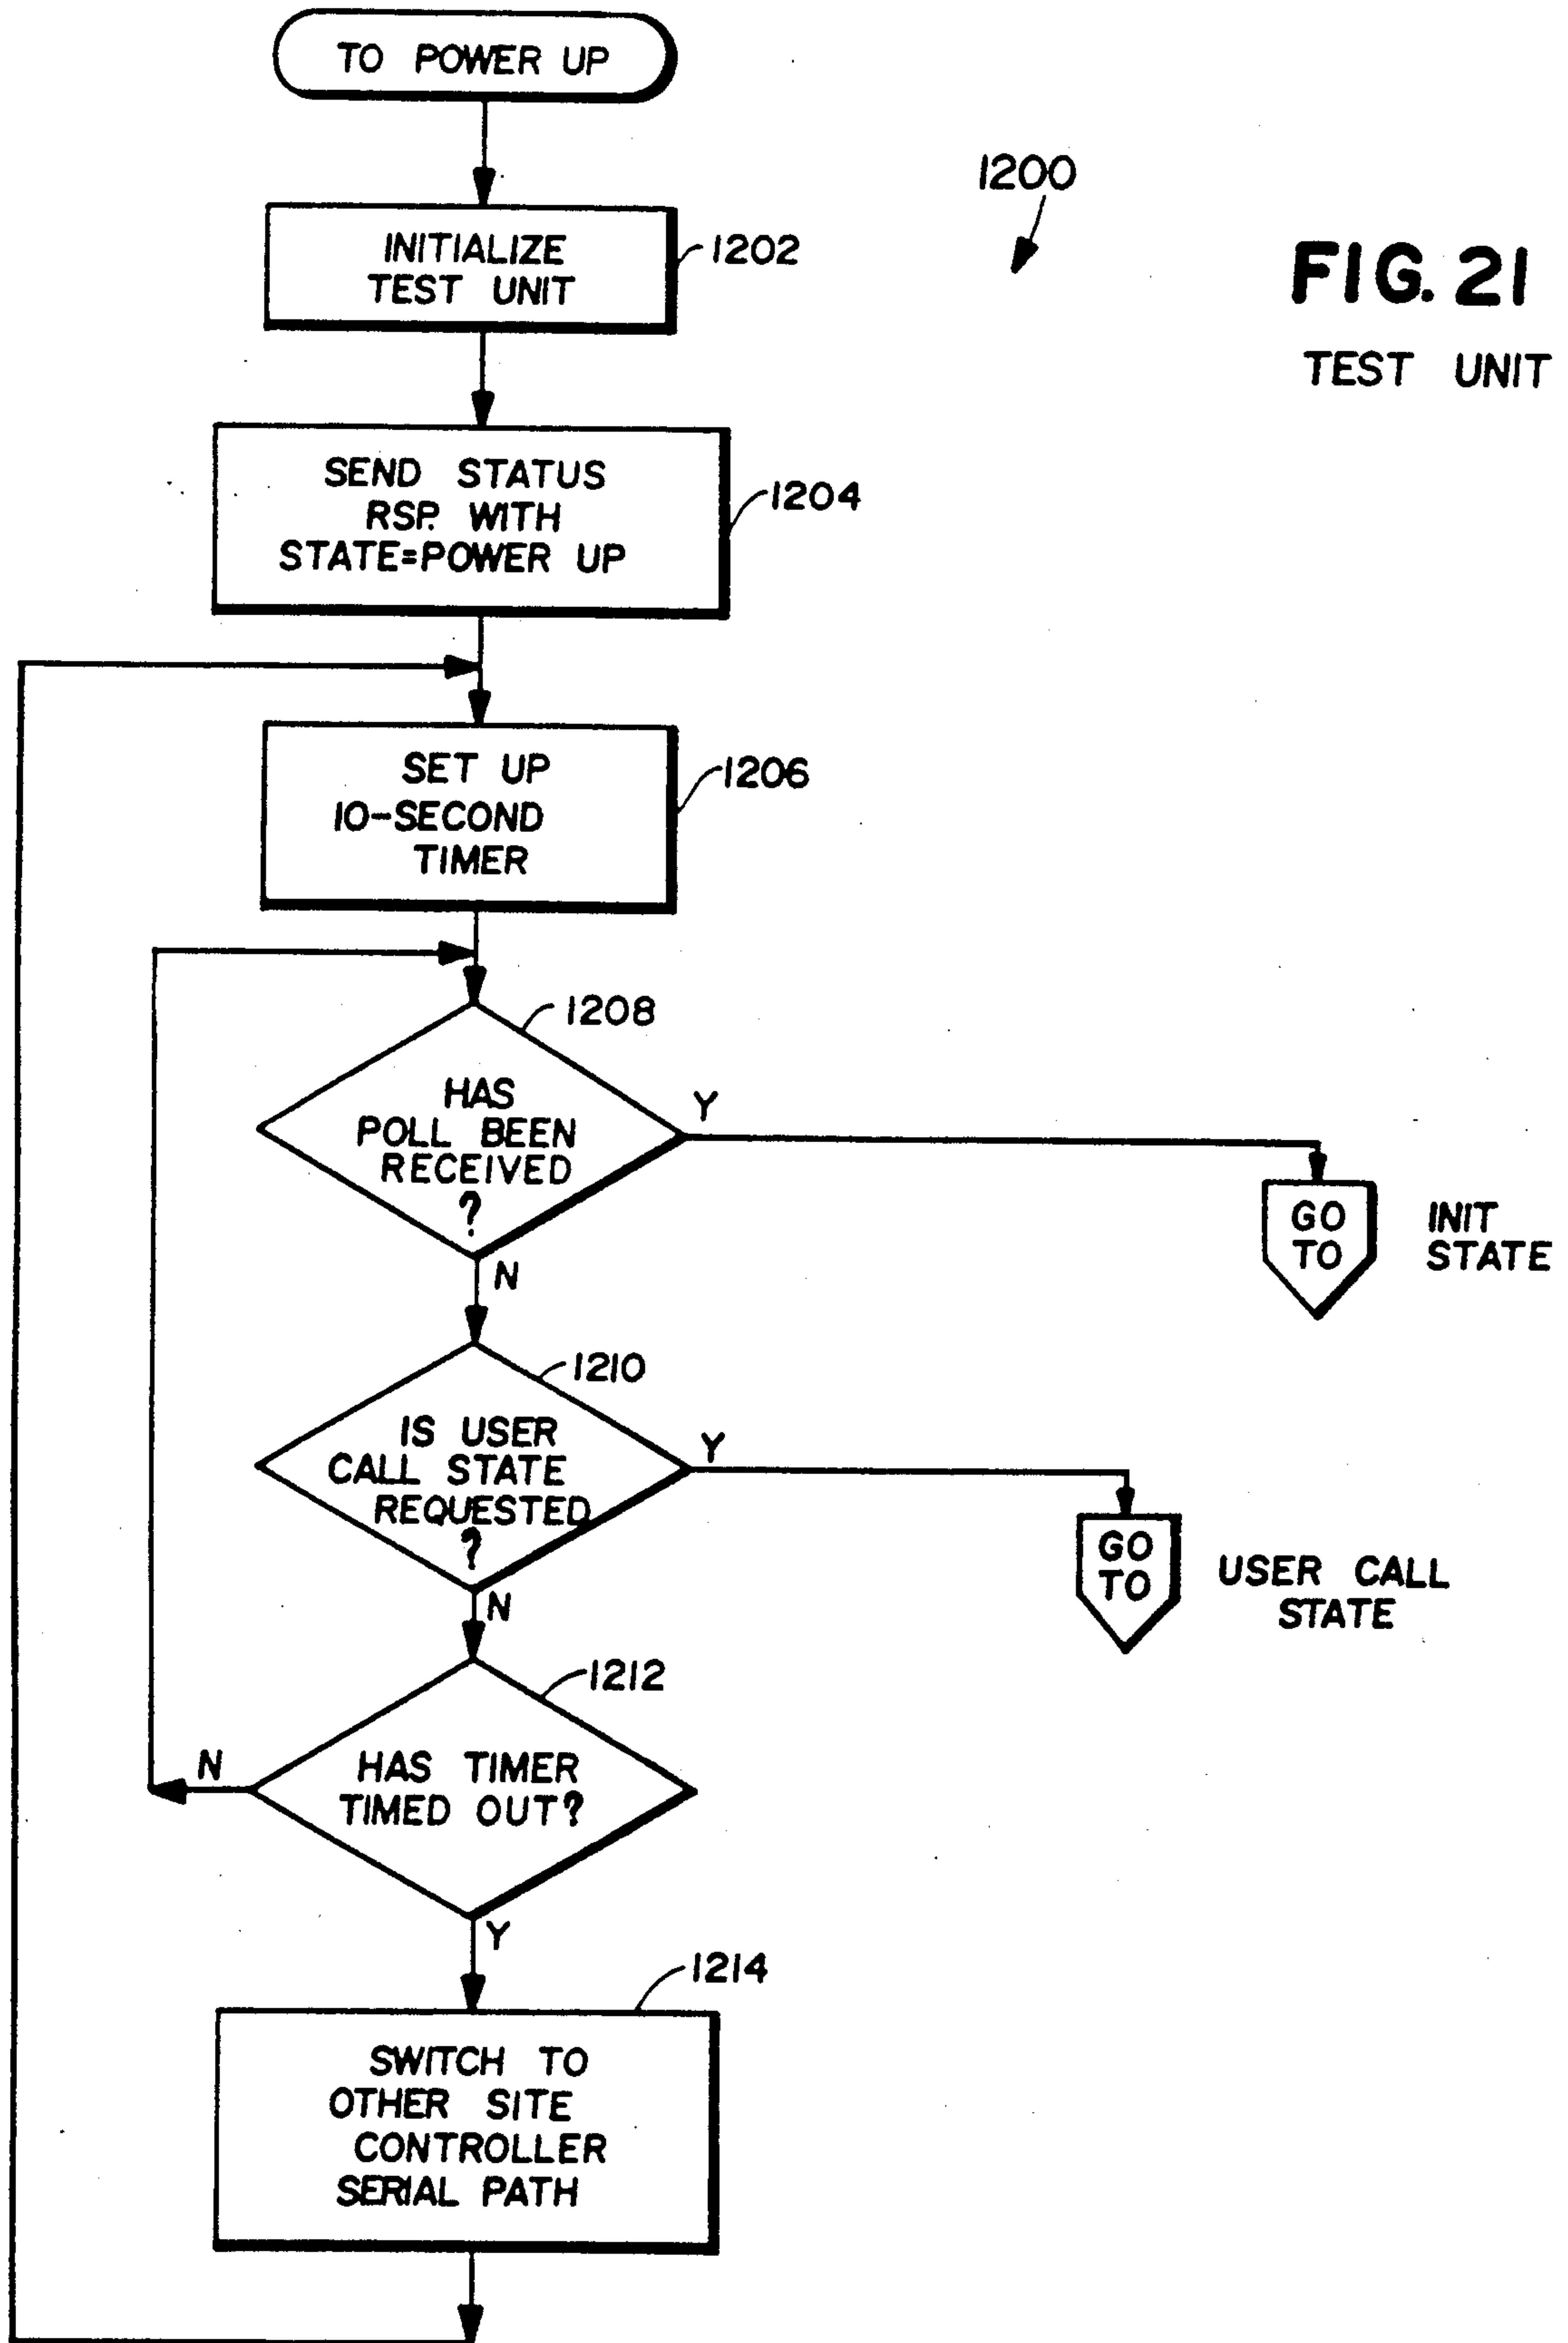 TO POWER UP
1200
FIG. 21
TEST UNIT
INITIALIZE
TEST UNIT
1202
SEND STATUS
RSP. WITH
STATE=POWER UP
1204
SET UP
10-SECOND
TIMER
1206
1208
HAS
POLL BEEN
RECEIVED
?
Y
N
GO
TO
INIT
STATE
1210
IS USER
CALL STATE
REQUESTED
?
Y
N
GO
TO
USER CALL
STATE
1212
HAS TIMER
TIMED OUT?
N
Y
1214
SWITCH TO
OTHER SITE
CONTROLLER
SERIAL PATH